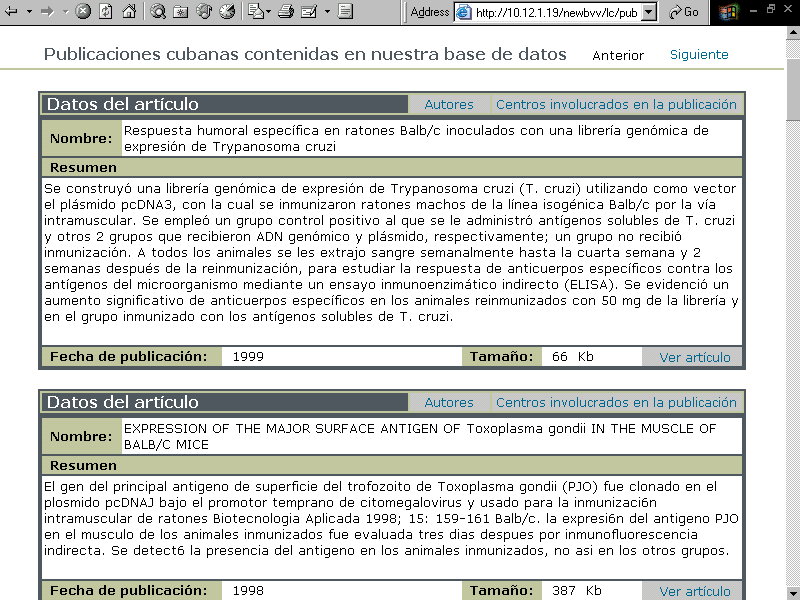 Address http://10.12.1.19/newbvv/lc/pub Go
Publicaciones cubanas contenidas en nuestra base de datos Anterior Siguiente
Datos del artículo Autores Centros involucrados en la publicación
Nombre: Respuesta humoral específica en ratones Balb/c inoculados con una librería genómica de
expresión de Trypanosoma cruzi
Resumen
Se construyó una librería genómica de expresión de Trypanosoma cruzi (T. cruzi) utilizando como vector
el plásmido pcDNA3, con la cual se inmunizaron ratones machos de la línea isogénica Balb/c por la vía
intramuscular. Se empleó un grupo control positivo al que se le administró antígenos solubles de T. cruzi
y otros 2 grupos que recibieron ADN genómico y plásmido, respectivamente; un grupo no recibió
inmunización. A todos los animales se les extrajo sangre semanalmente hasta la cuarta semana y 2
semanas después de la reinmunización, para estudiar la respuesta de anticuerpos específicos contra los
antígenos del microorganismo mediante un ensayo inmunoenzimático indirecto (ELISA). Se evidenció un
aumento significativo de anticuerpos específicos en los animales reinmunizados con 50 mg de la librería y
en el grupo inmunizado con los antígenos solubles de T. cruzi.
Fecha de publicación: 1999 Tamaño: 66 Kb Ver artículo
Datos del artículo Autores Centros involucrados en la publicación
Nombre: EXPRESSION OF THE MAJOR SURFACE ANTIGEN OF Toxoplasma gondii IN THE MUSCLE OF
BALB/C MICE
Resumen
El gen del principal antigeno de superficie del trofozoito de Toxoplasma gondii (PJO) fue clonado en el
plosmido pcDNAJ bajo el promotor temprano de citomegalovirus y usado para la inmunizaci6n
intramuscular de ratones Biotecnologia Aplicada 1998; 15: 159-161 Balb/c. la expresi6n del antigeno PJO
en el musculo de los animales inmunizados fue evaluada tres dias despues por inmunofluorescencia
indirecta. Se detect6 la presencia del antigeno en los animales inmunizados, no asi en los otros grupos.
Fecha de publicación: 1998 Tamaño: 387 Kb Ver artículo